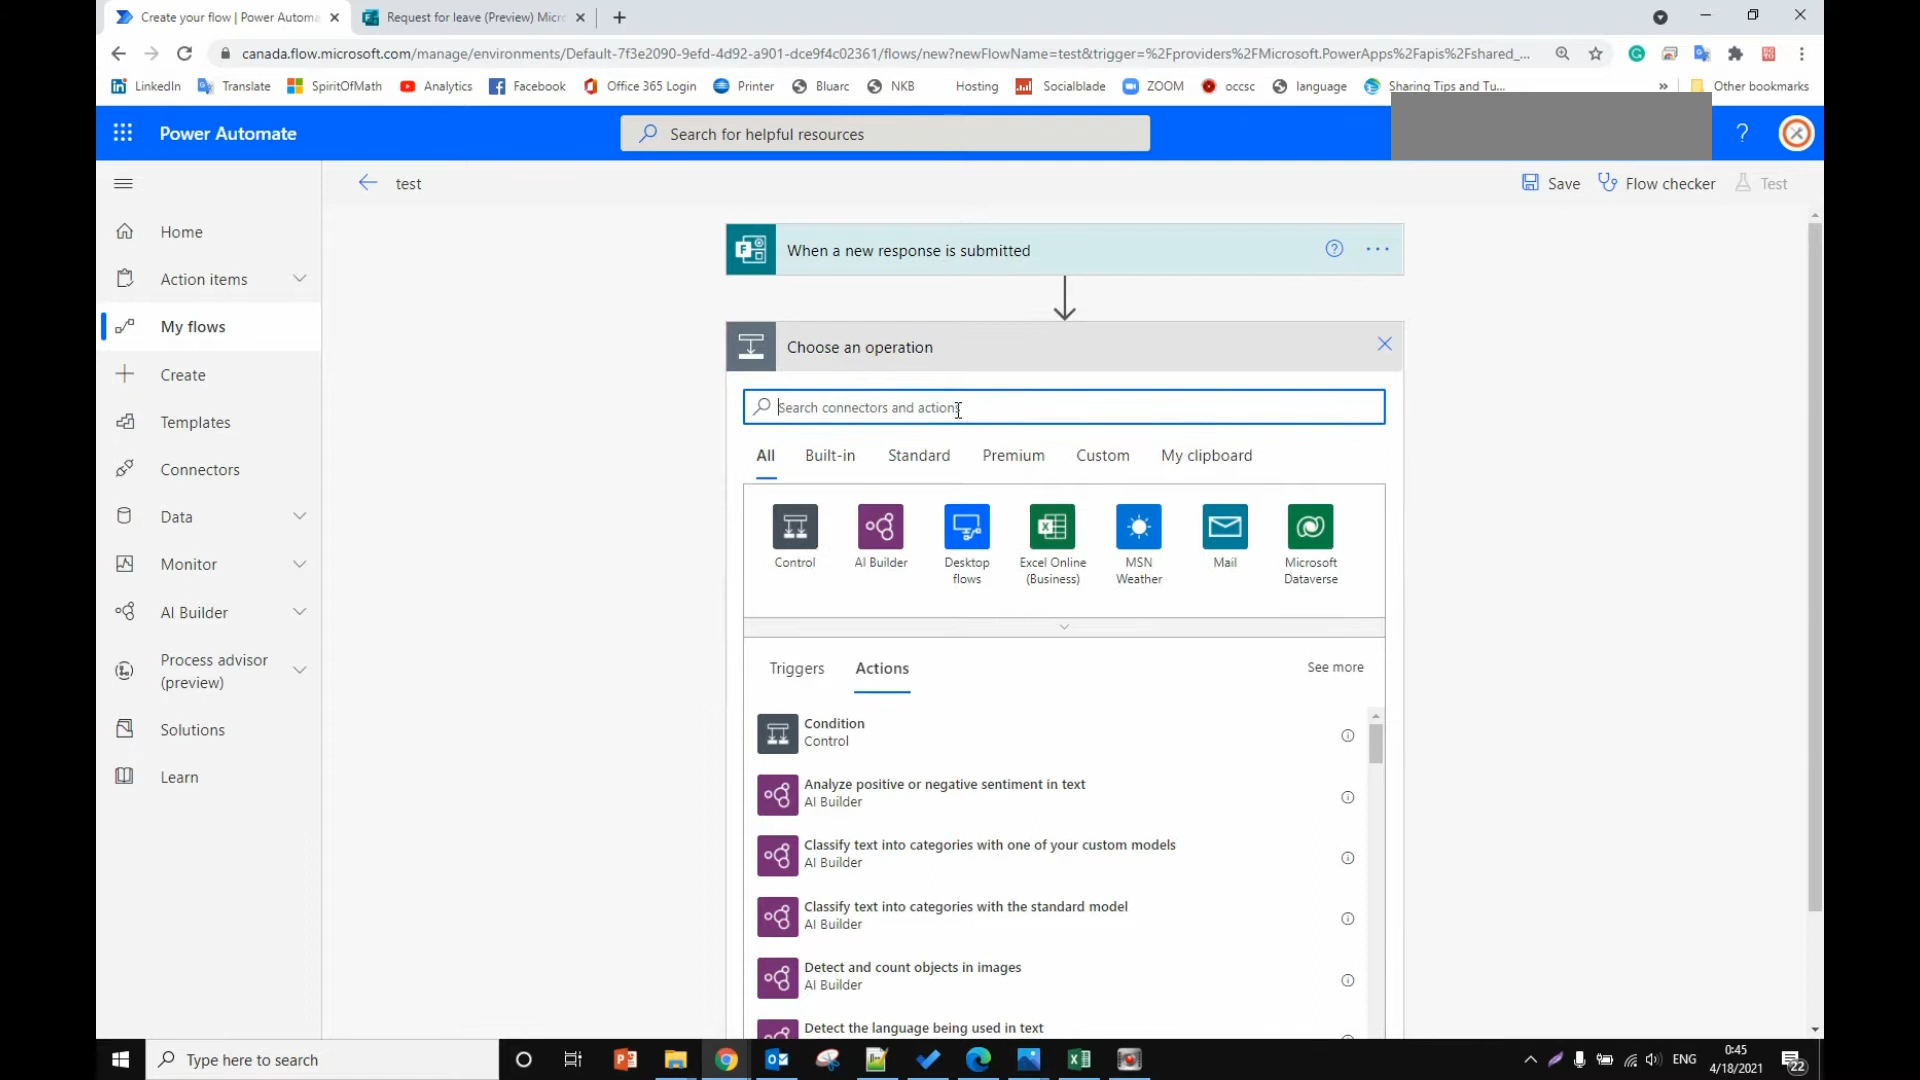 Create your flow | Power Automa
Request for leave (Preview) Micr
canada.flow.microsoft.com/manage/environments/Default-7f3e2090-9efd-4d92-a901-dce9f4c02361/flows/new?newFlowName=test&trigger=%2Fproviders%2FMicrosoft.PowerApps%2Fapis%2Fshared_...
LinkedIn Translate SpiritOfMath Analytics Facebook Office 365 Login Printer Bluarc NKB Hosting Socialblade ZOOM occsc language Sharing Tips and Tu... » Other bookmarks
Power Automate
Search for helpful resources
?
test
Save
Flow checker
Test
Home
Action items
My flows
Create
Templates
Connectors
Data
Monitor
AI Builder
Process advisor
(preview)
Solutions
Learn
When a new response is submitted
Choose an operation
Search connectors and actions
All Built-in Standard Premium Custom My clipboard
Control
AI Builder
Desktop
flows
Excel Online
(Business)
MSN
Weather
Mail
Microsoft
Dataverse
Triggers Actions See more
Condition
Control
Analyze positive or negative sentiment in text
AI Builder
Classify text into categories with one of your custom models
AI Builder
Classify text into categories with the standard model
AI Builder
Detect and count objects in images
AI Builder
Detect the language being used in text
Type here to search
ENG
0:45
4/18/2021
22